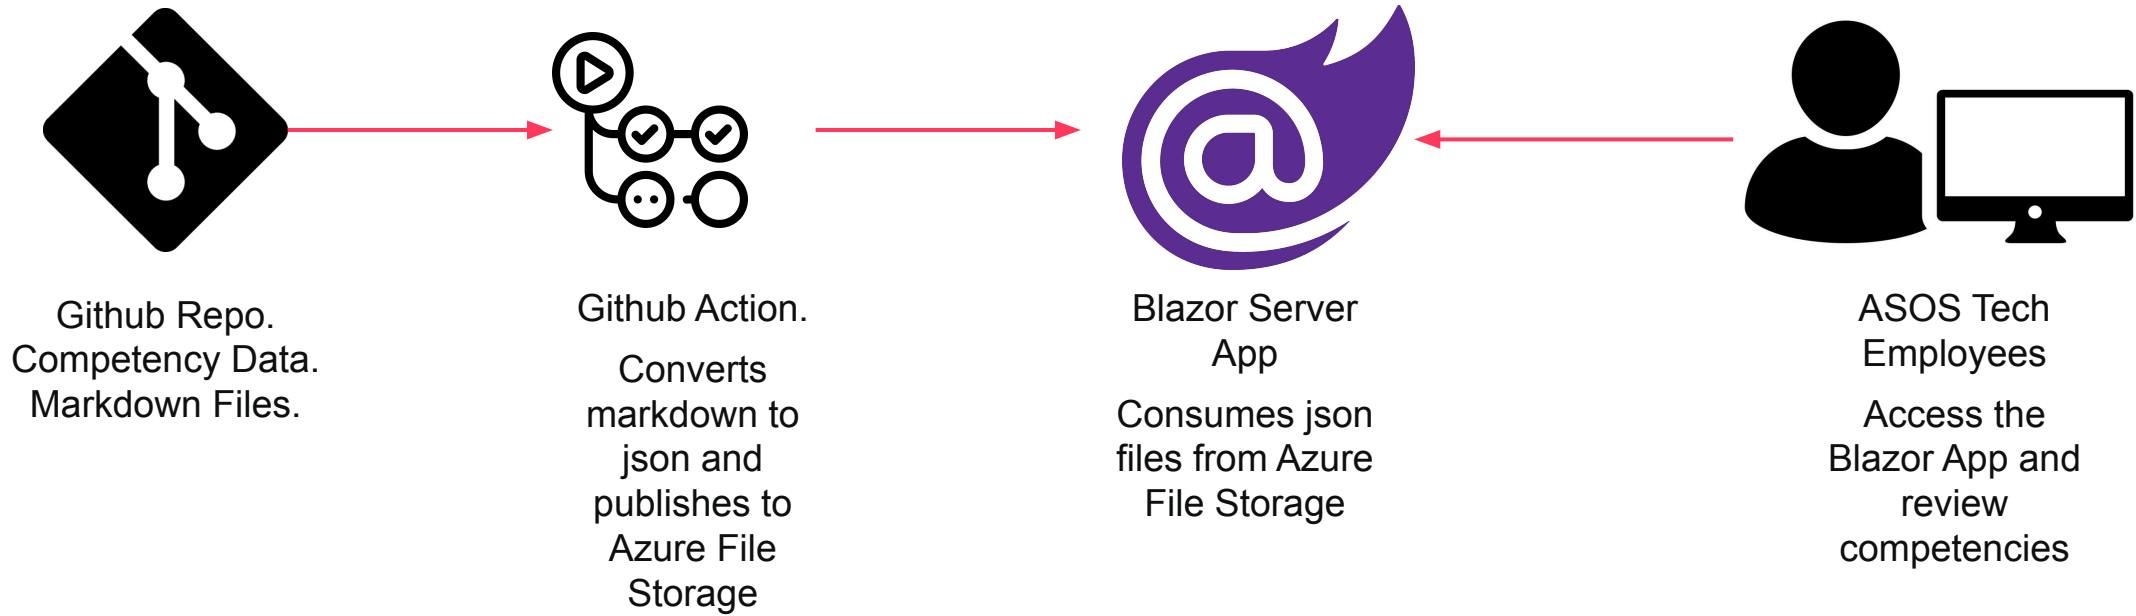 Github Repo.
Competency Data.
Markdown Files.
Github Action.
Converts
markdown to
json and
publishes to
Azure File
Storage
Blazor Server
App
Consumes json
files from Azure
File Storage
ASOS Tech
Employees
Access the
Blazor App and
review
competencies